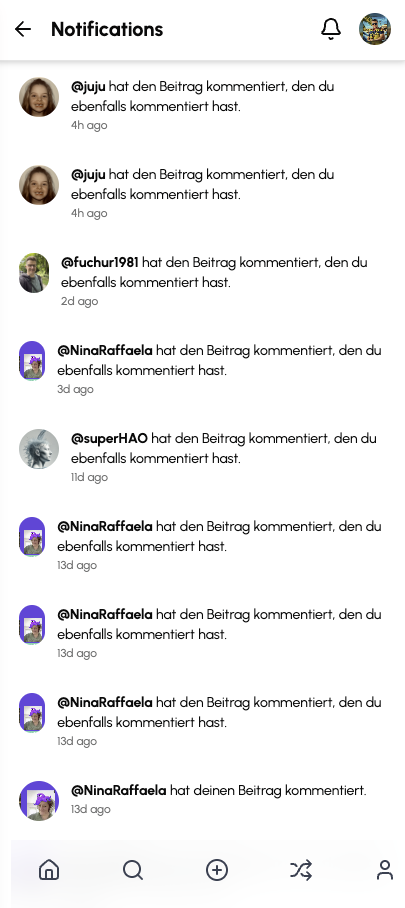 Notifications
@juju hat den Beitrag kommentiert, den du
ebenfalls kommentiert hast.
4h ago
@juju hat den Beitrag kommentiert, den du
ebenfalls kommentiert hast.
4h ago
@fuchur1981 hat den Beitrag kommentiert, den du
ebenfalls kommentiert hast.
2d ago
@NinaRaffaela hat den Beitrag kommentiert, den du
ebenfalls kommentiert hast.
3d ago
@superHAO hat den Beitrag kommentiert, den du
ebenfalls kommentiert hast.
11d ago
@NinaRaffaela hat den Beitrag kommentiert, den du
ebenfalls kommentiert hast.
13d ago
@NinaRaffaela hat den Beitrag kommentiert, den du
ebenfalls kommentiert hast.
13d ago
@NinaRaffaela hat den Beitrag kommentiert, den du
ebenfalls kommentiert hast.
13d ago
@NinaRaffaela hat deinen Beitrag kommentiert.
13d ago